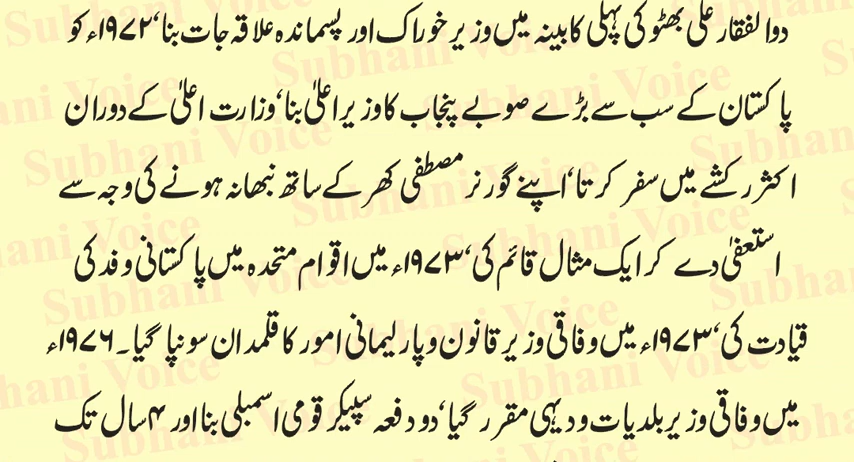 ذوالفقار علی بھٹو کی پہلی کابینہ میں وزیر خوراک اور پسماندہ علاقہ جات بنا‘۱۹۷۲ء کو
پاکستان کے سب سے بڑے صوبے پنجاب کا وزیر اعلیٰ بنا‘ وزارت اعلیٰ کے دوران
اکثر رکشے میں سفر کرتا‘ اپنے گورنر مصطفی کھر کے ساتھ نبھا نہ ہونے کی وجہ سے
استعفیٰ دے کر ایک مثال قائم کی‘ ۱۹۷۳ء میں اقوام متحدہ میں پاکستانی وفد کی
قیادت کی‘ ۱۹۷۳ء میں وفاقی وزیر قانون و پارلیمانی امور کا قلمدان سونپا گیا۔ ۱۹۷۶ء
میں وفاقی وزیر بلدیات و دیہی مقرر گیا‘ دو دفعہ سپیکر قومی اسمبلی بنا اور ۴ سال تک
Subhani Voice